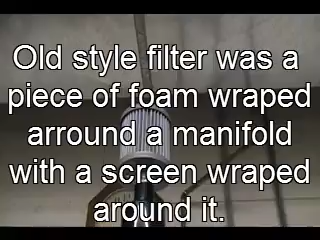 Old style filter was a
piece of foam wraped
arround a manifold
with a screen wraped
around it.